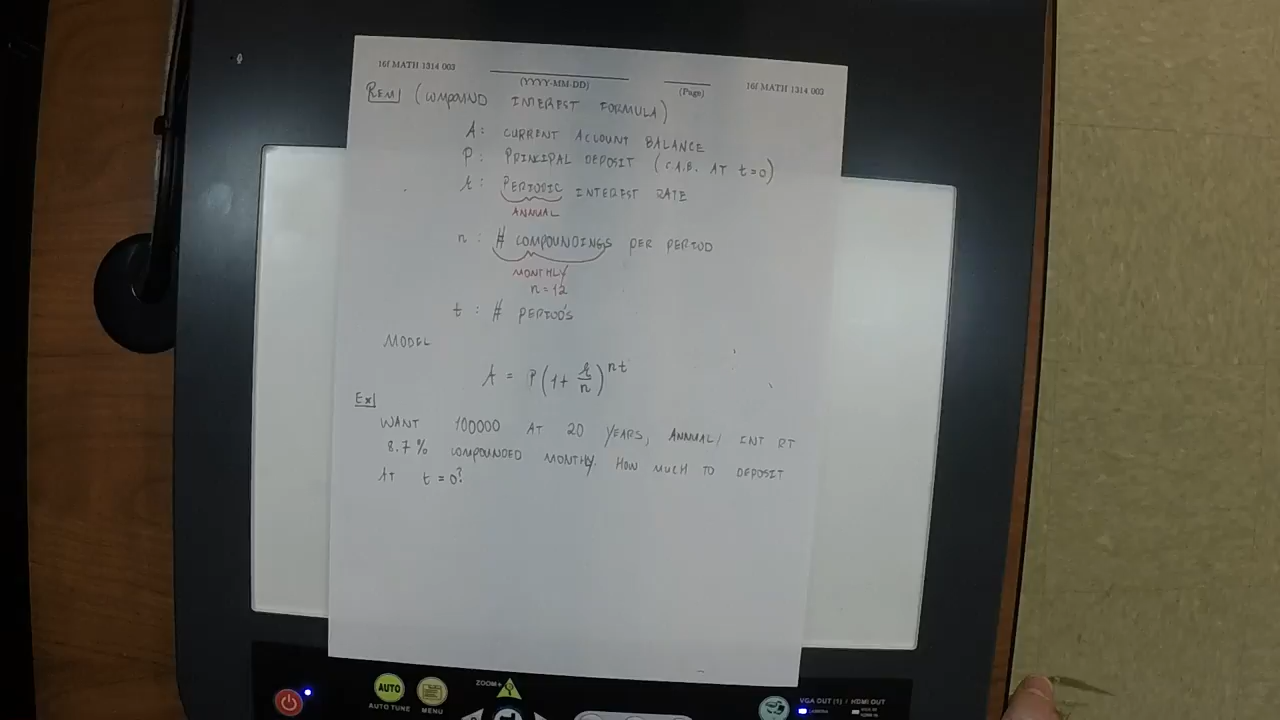 16f MATH 1314 003
(YYYY-MM-DD)
(Page)
16f MATH 1314 003
REM (COMPOUND INTEREST FORMULA)
A: CURRENT ACCOUNT BALANCE
P: PRINCIPAL DEPOSIT (C.A.B. AT t=0)
r: PERIODIC INTEREST RATE
ANNUAL
n: # COMPOUNDINGS PER PERIOD
MONTHLY
n=12
t: # PERIOD'S
MODEL
A = P(1+ r/n)^nt
EX
WANT 100000 AT 20 YEARS, ANNUAL INT RT
8.7% COMPOUNDED MONTHLY. HOW MUCH TO DEPOSIT
AT t=0?
AUTO
AUTO TUNE
MENU
ZOOM+
VGA OUT (1) / HDMI OUT